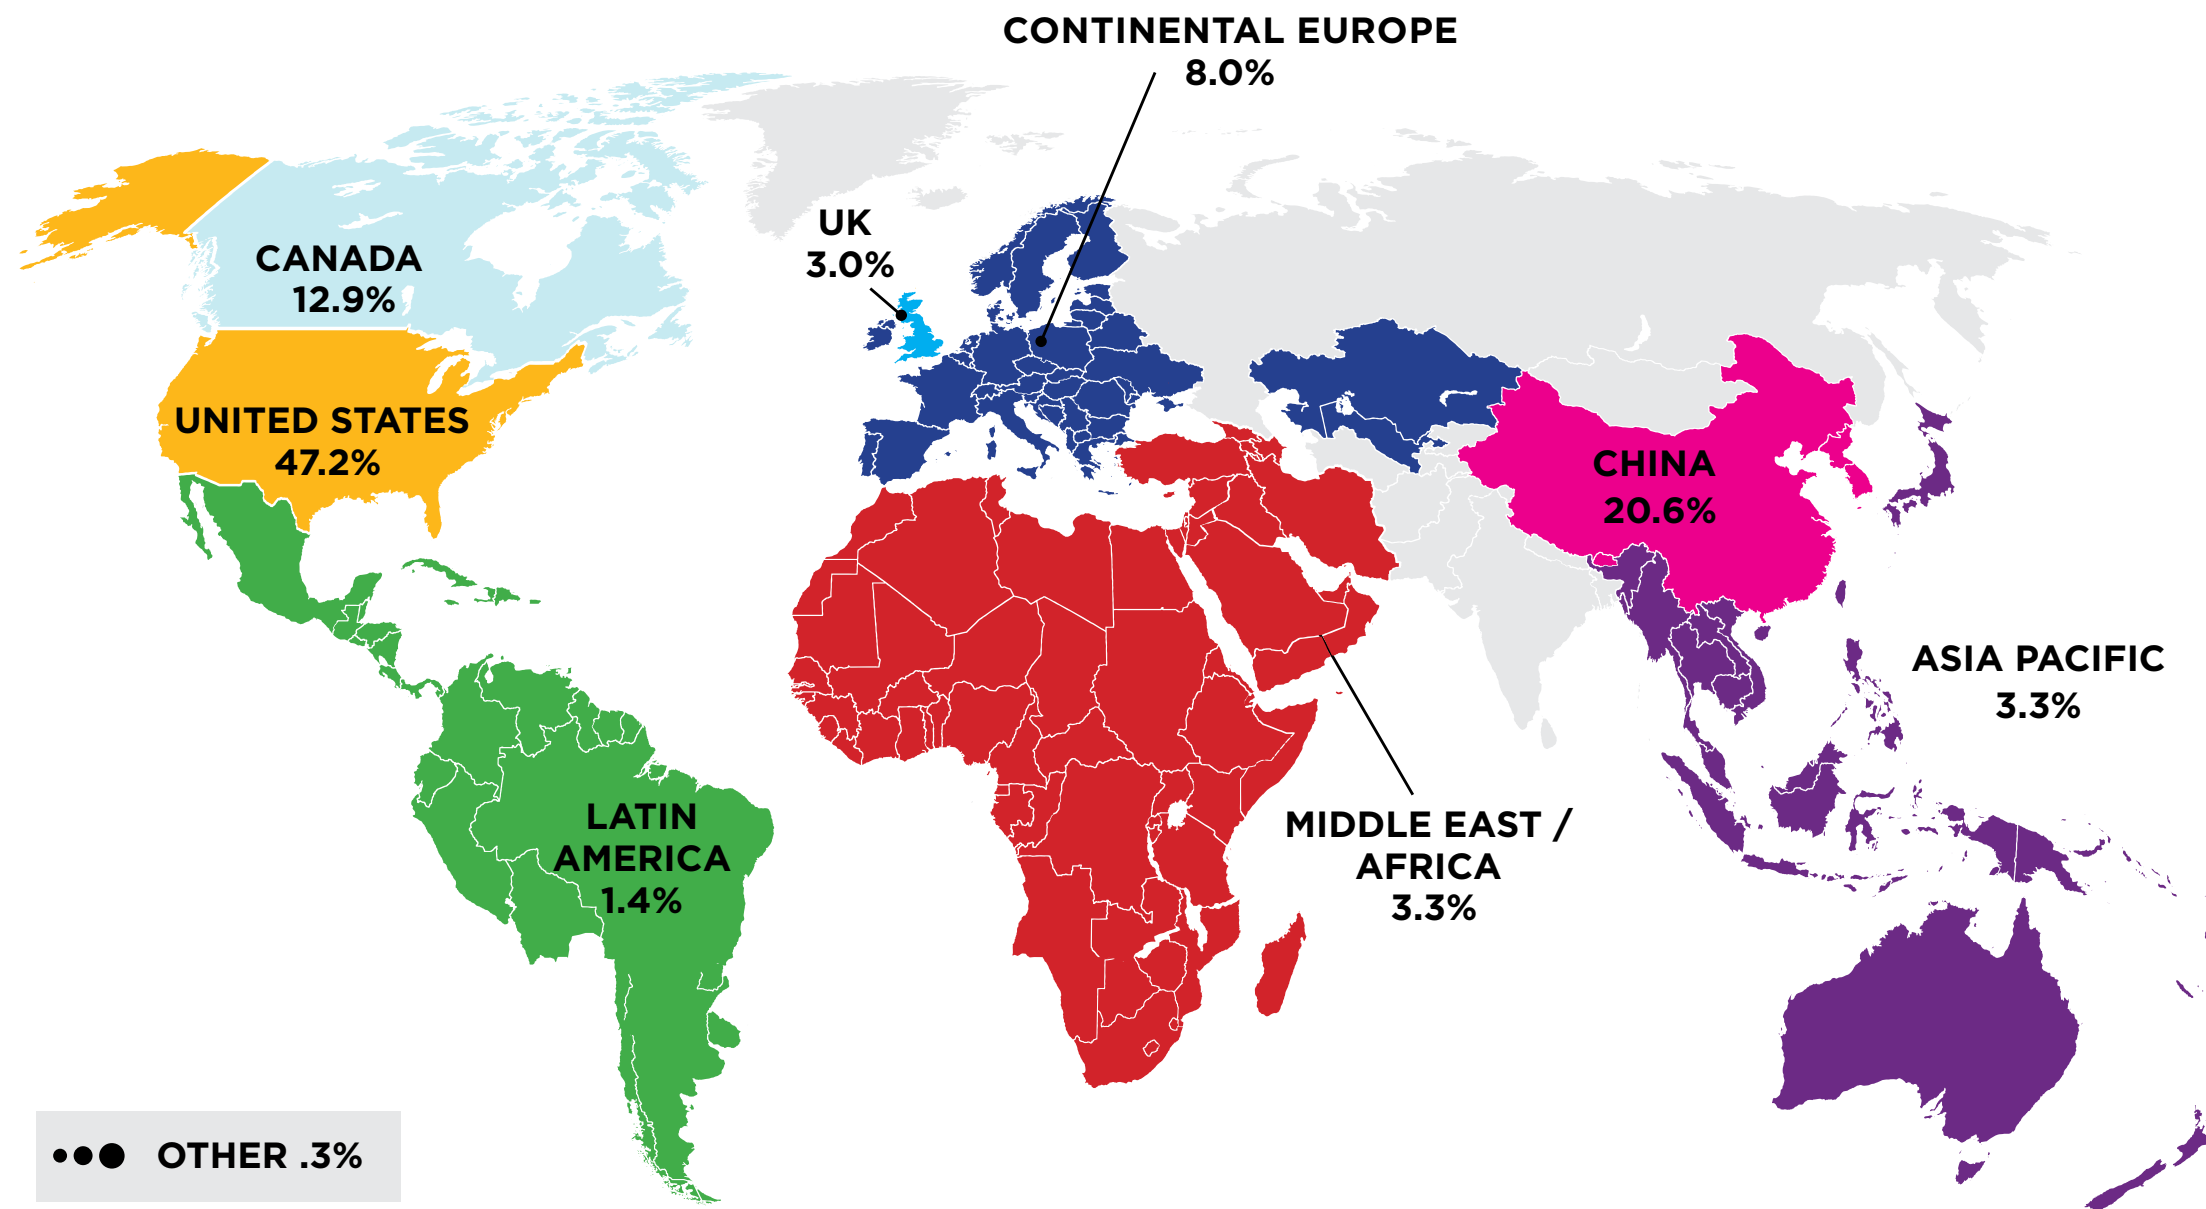 CONTINENTAL EUROPE
8.0%
UK
3.0%
CANADA
12.9%
UNITED STATES
47.2%
CHINA
20.6%
ASIA PACIFIC
3.3%
LATIN
AMERICA
1.4%
MIDDLE EAST /
AFRICA
3.3%
OTHER .3%